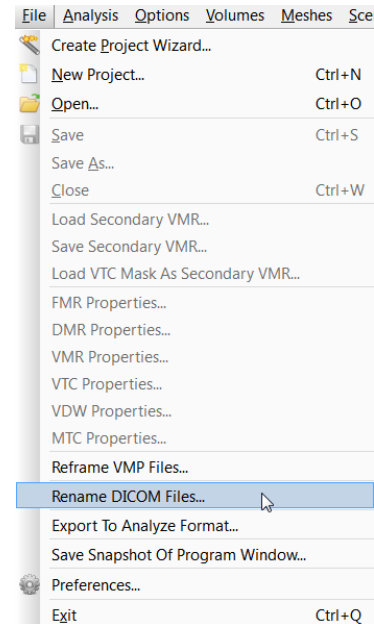 File Analysis Options Volumes Meshes Sce
Create Project Wizard...
New Project... Ctrl+N
Open... Ctrl+O
Save Ctrl+S
Save As...
Close Ctrl+W
Load Secondary VMR...
Save Secondary VMR...
Load VTC Mask As Secondary VMR...
FMR Properties...
DMR Properties...
VMR Properties...
VTC Properties...
VDW Properties...
MTC Properties...
Reframe VMP Files...
Rename DICOM Files...
Export To Analyze Format...
Save Snapshot Of Program Window...
Preferences...
Exit Ctrl+Q